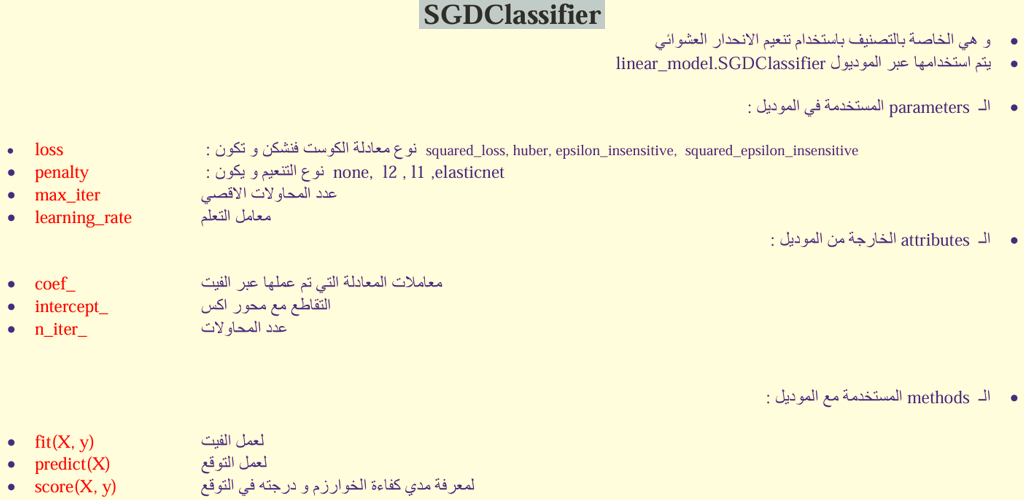 SGDClassifier
و هي الخاصة بالتصنيف باستخدام تنعيم الانحدار العشوائي
يتم استخدامها عبر الموديول linear_model.SGDClassifier
الـ parameters المستخدمة في الموديل :
loss نوع معادلة الكوست فنشكن و تكون : squared_loss, huber, epsilon_insensitive, squared_epsilon_insensitive
penalty نوع التنعيم و يكون : none, l2 , l1 ,elasticnet
max_iter عدد المحاولات الاقصي
learning_rate معامل التعلم
الـ attributes الخارجة من الموديل :
coef_ معاملات المعادلة التي تم عملها عبر الفيت
intercept_ التقاطع مع محور اكس
n_iter_ عدد المحاولات
الـ methods المستخدمة مع الموديل :
fit(X, y) لعمل الفيت
predict(X) لعمل التوقع
score(X, y) لمعرفة مدي كفاءة الخوارزم و درجته في التوقع